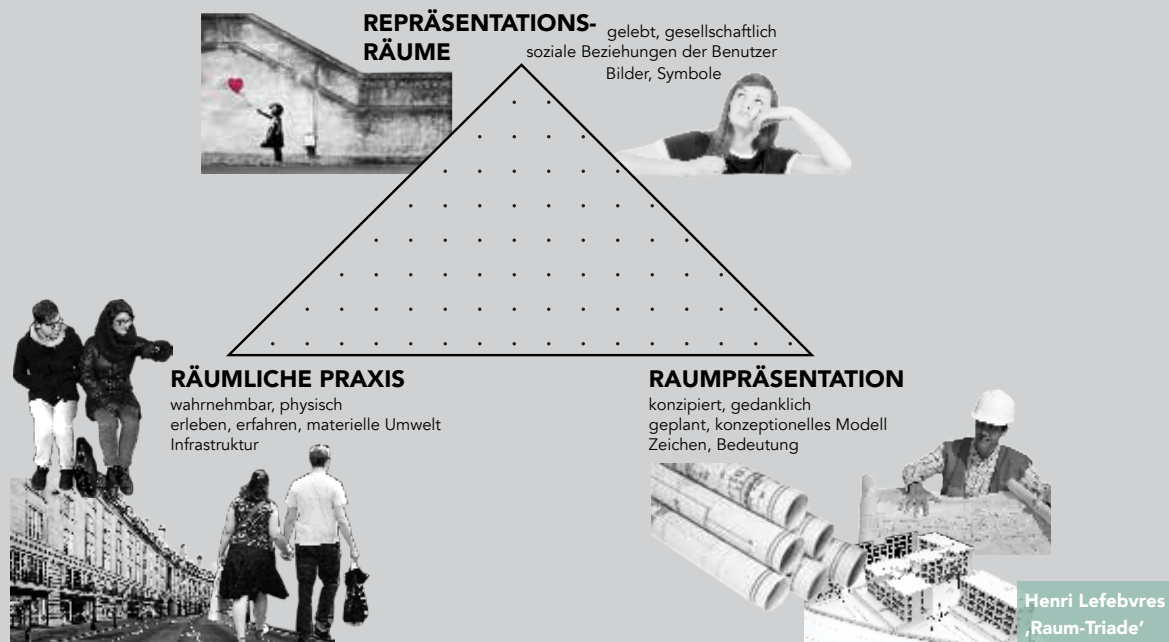 REPRÄSENTATIONS-
RÄUME
gelebt, gesellschaftlich
soziale Beziehungen der Benutzer
Bilder, Symbole
RÄUMLICHE PRAXIS
wahrnehmbar, physisch
erleben, erfahren, materielle Umwelt
Infrastruktur
RAUMPRÄSENTATION
konzipiert, gedanklich
geplant, konzeptionelles Modell
Zeichen, Bedeutung
Henri Lefebvres
‚Raum-Triade‘